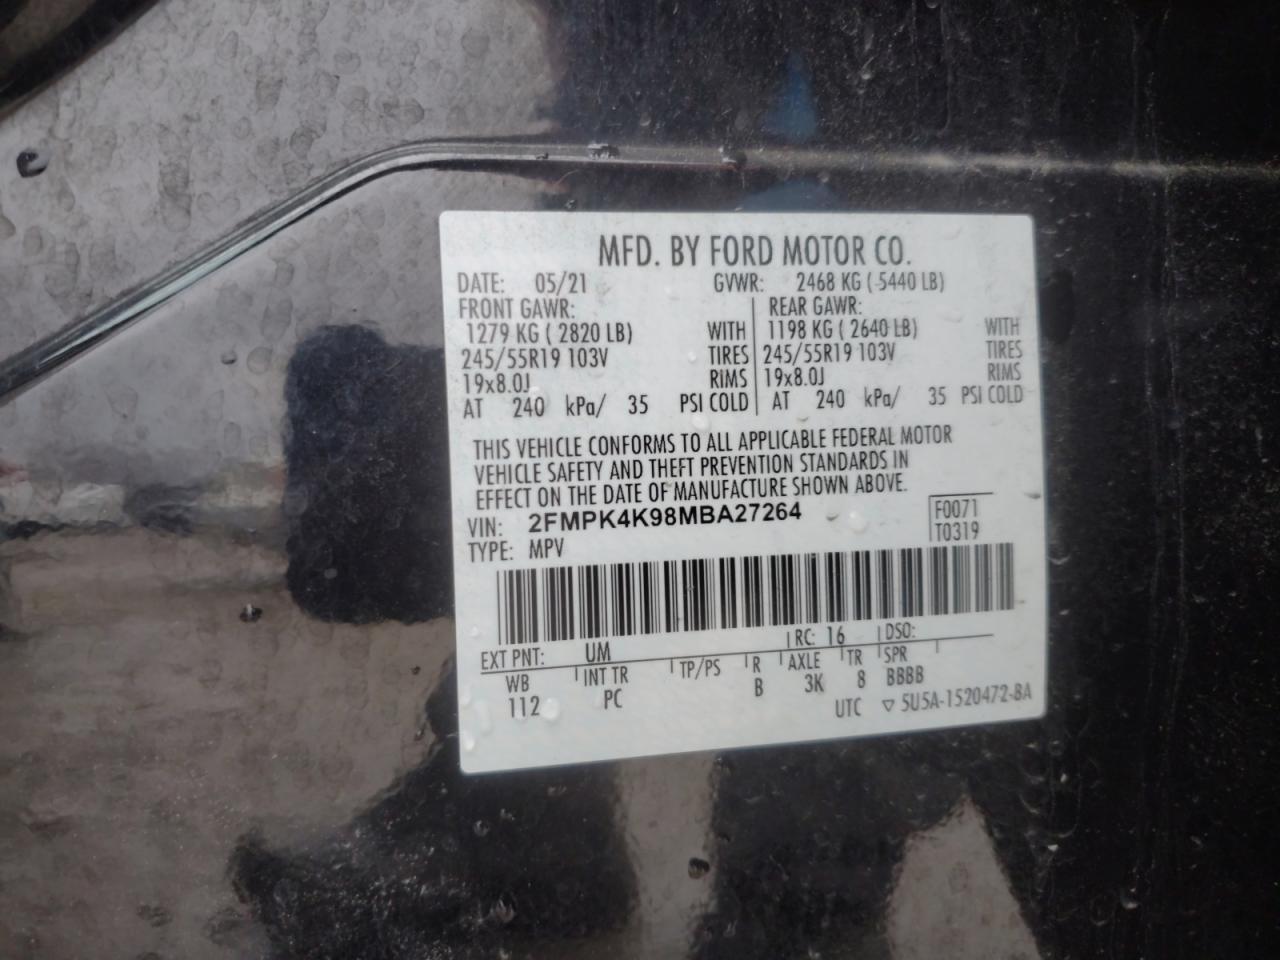 MFD. BY FORD MOTOR CO.
DATE: 05/21 GVWR: 2468 KG ( 5440 LB)
FRONT GAWR: REAR GAWR:
1279 KG ( 2820 LB) WITH 1198 KG ( 2640 LB) WITH
245/55R19 103V TIRES 245/55R19 103V TIRES
19x8.0J RIMS 19x8.0J RIMS
AT 240 kPa/ 35 PSI COLD AT 240 kPa/ 35 PSI COLD
THIS VEHICLE CONFORMS TO ALL APPLICABLE FEDERAL MOTOR
VEHICLE SAFETY AND THEFT PREVENTION STANDARDS IN
EFFECT ON THE DATE OF MANUFACTURE SHOWN ABOVE.
VIN: 2FMPK4K98MBA27264 F0071
TYPE: MPV T0319
EXT PNT: UM RC: 16 DSO:
WB INT TR TP/PS R AXLE TR SPR
112 PC B 3K 8 BBBB
UTC ▽ 5U5A-1520472-BA